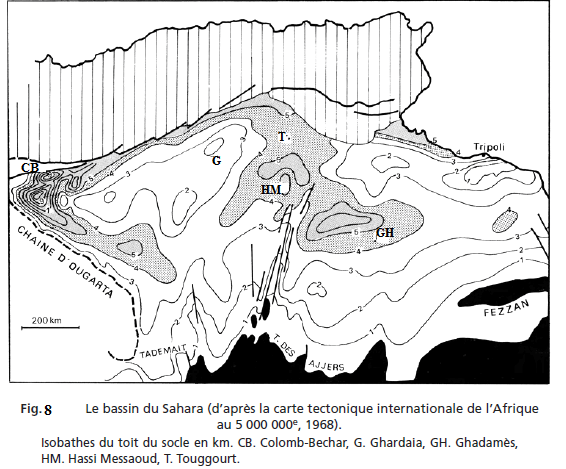 CB
G
T.
HM.
GH
Tripoli
CHAINE D'OUGARTA
200 km
TADEMAIT
T. DES
AJJERS
FEZZAN
Fig. 8 Le bassin du Sahara (d'après la carte tectonique internationale de l'Afrique
au 5 000 000e, 1968).
Isobathes du toit du socle en km. CB. Colomb-Bechar, G. Ghardaia, GH. Ghadamès,
HM. Hassi Messaoud, T. Touggourt.